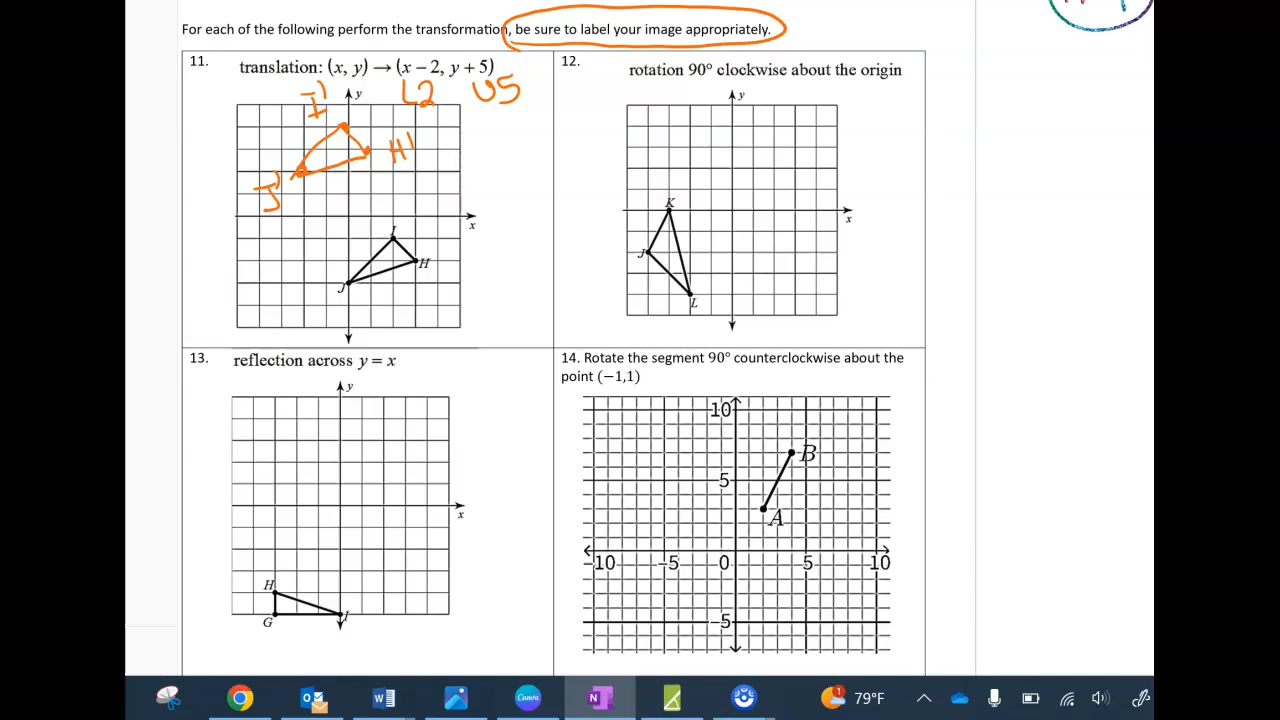 For each of the following perform the transformation, be sure to label your image appropriately.
11.
translation: (x, y) → (x − 2, y + 5)
L2 U5
y
I'
H'
J'
x
I
H
J
12.
rotation 90° clockwise about the origin
y
K
x
J
L
13.
reflection across y = x
y
x
H
G
I
14. Rotate the segment 90° counterclockwise about the
point (−1,1)
10
B
5
A
−10 −5 0 5 10
−5
Canva
1
79°F